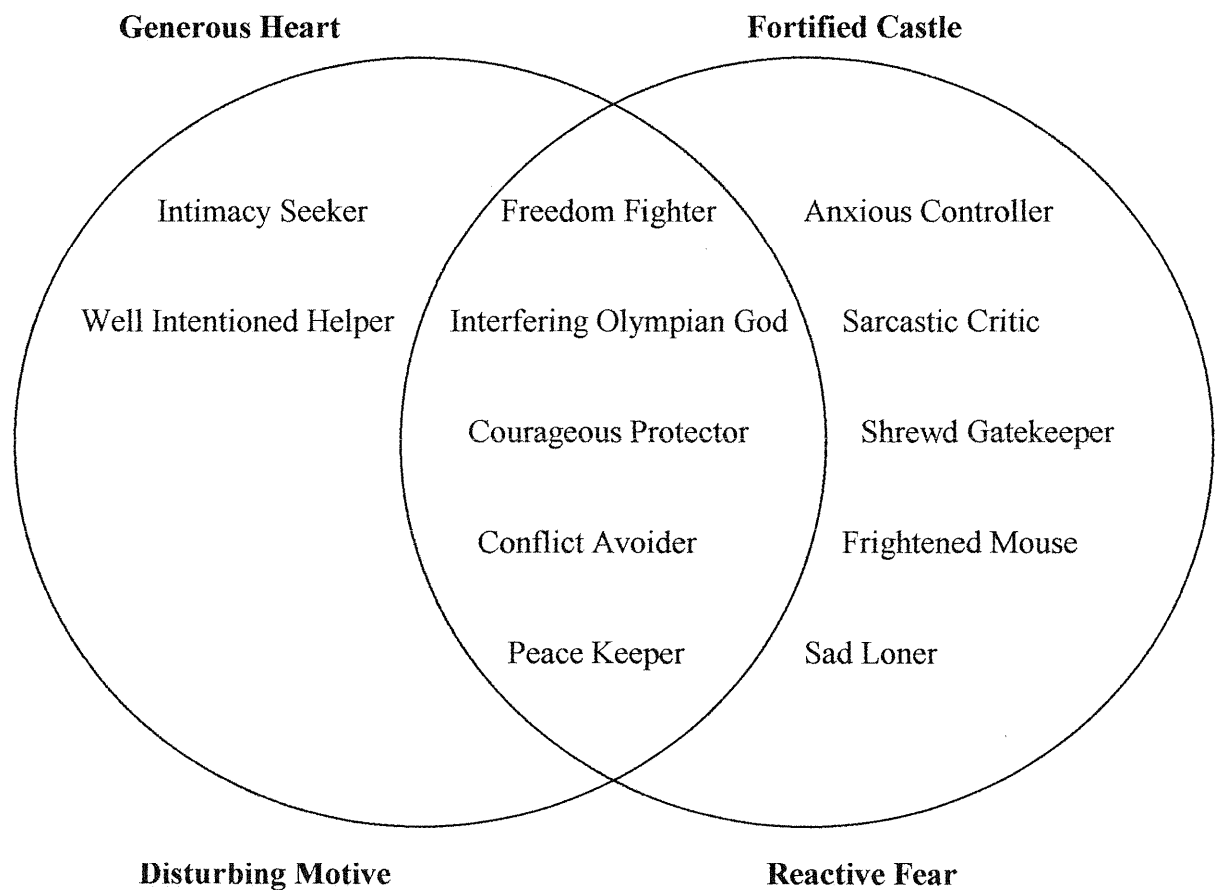 Generous Heart Fortified Castle
Intimacy Seeker Freedom Fighter Anxious Controller
Well Intentioned Helper Interfering Olympian God Sarcastic Critic
Courageous Protector Shrewd Gatekeeper
Conflict Avoider Frightened Mouse
Peace Keeper Sad Loner
Disturbing Motive Reactive Fear